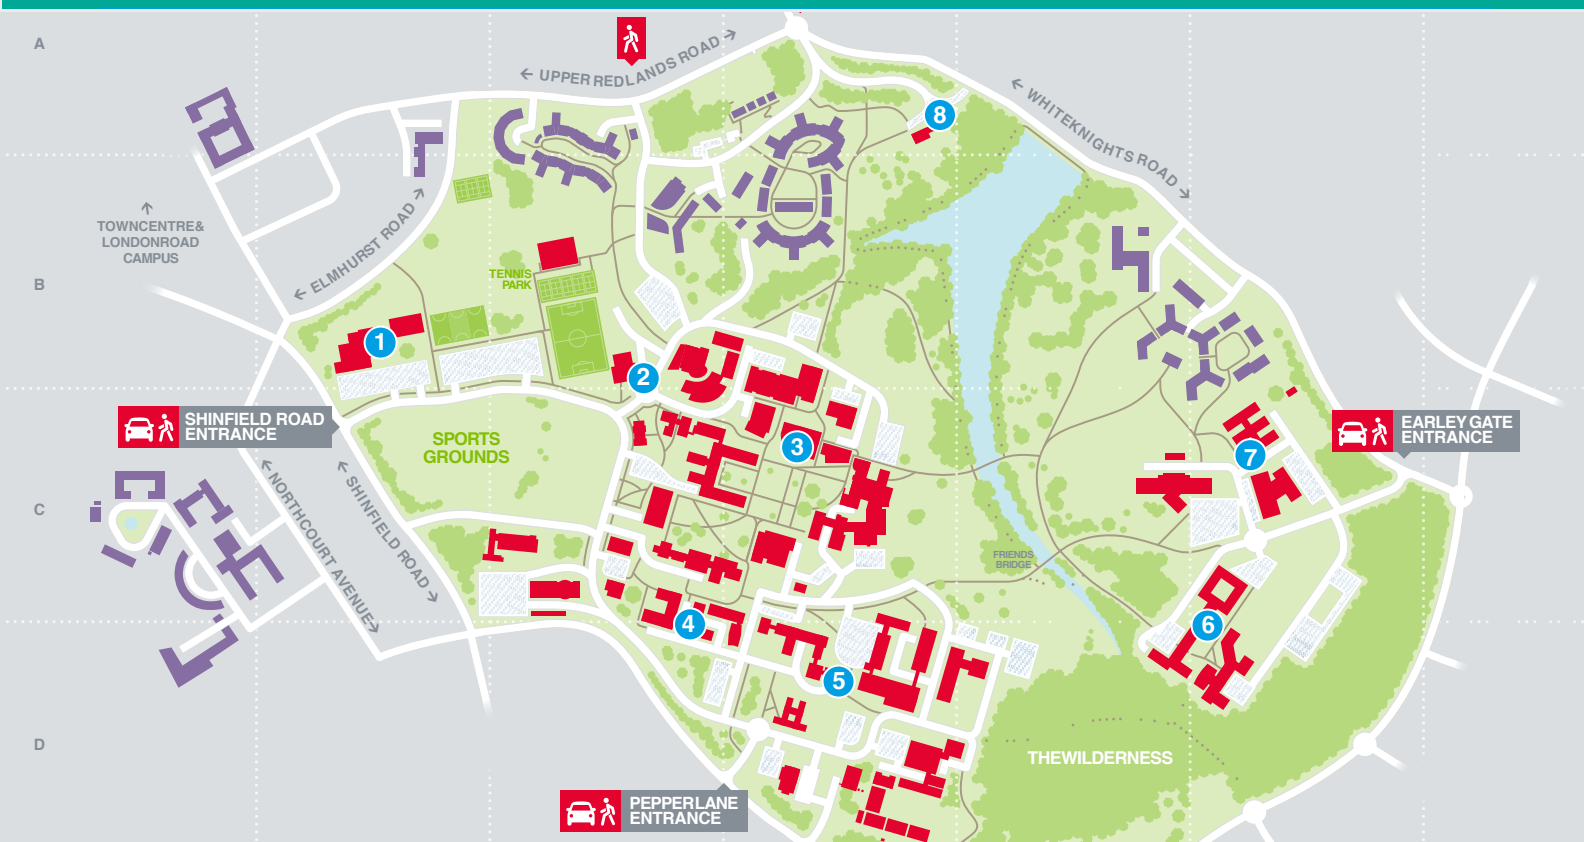 A
← UPPER REDLANDS ROAD →
← WHITEKNIGHTS ROAD →
8
TOWNCENTRE&
LONDONROAD
CAMPUS
← ELMHURST ROAD →
B
TENNIS
PARK
1
2
SHINFIELD ROAD
ENTRANCE
SPORTS
GROUNDS
3
7
EARLEY GATE
ENTRANCE
C
← NORTHCOURT AVENUE→
← SHINFIELD ROAD →
FRIENDS
BRIDGE
4
6
5
D
THEWILDERNESS
PEPPERLANE
ENTRANCE